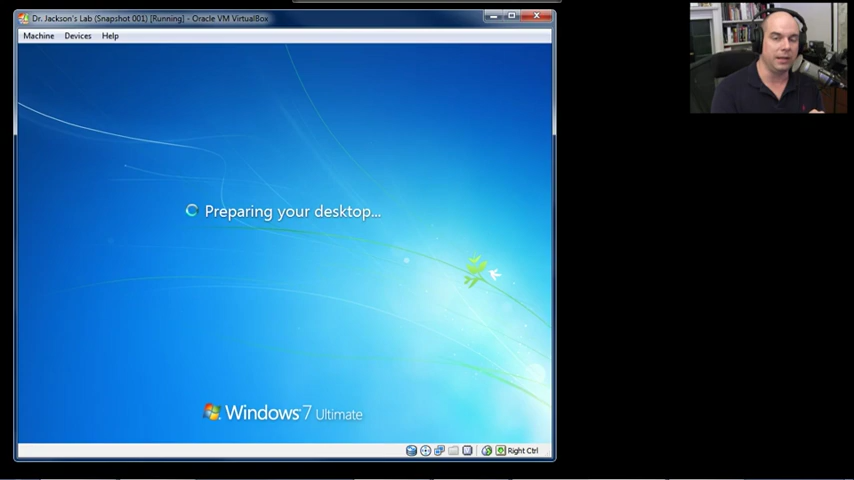 Dr. Jackson's Lab (Snapshot 001) [Running] - Oracle VM VirtualBox
Machine Devices Help
Preparing your desktop...
Windows 7 Ultimate
Right Ctrl